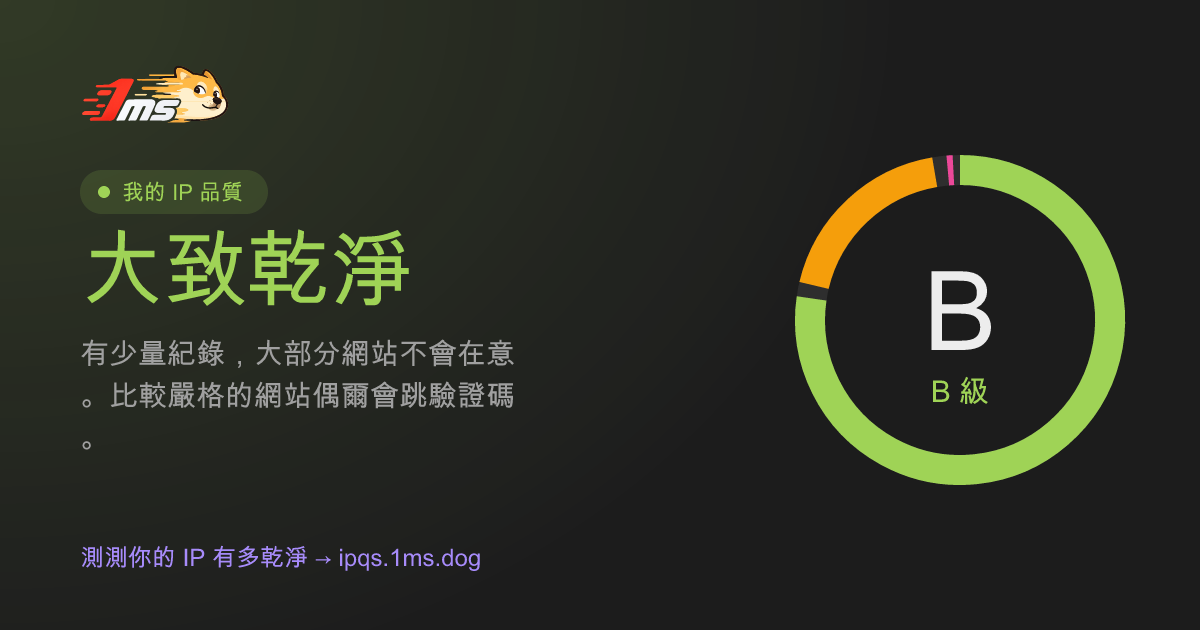 1ms
我的 IP 品質
大致乾淨
有少量紀錄，大部分網站不會在意
。比較嚴格的網站偶爾會跳驗證碼
。
測測你的 IP 有多乾淨 → ipqs.1ms.dog
B
B 級